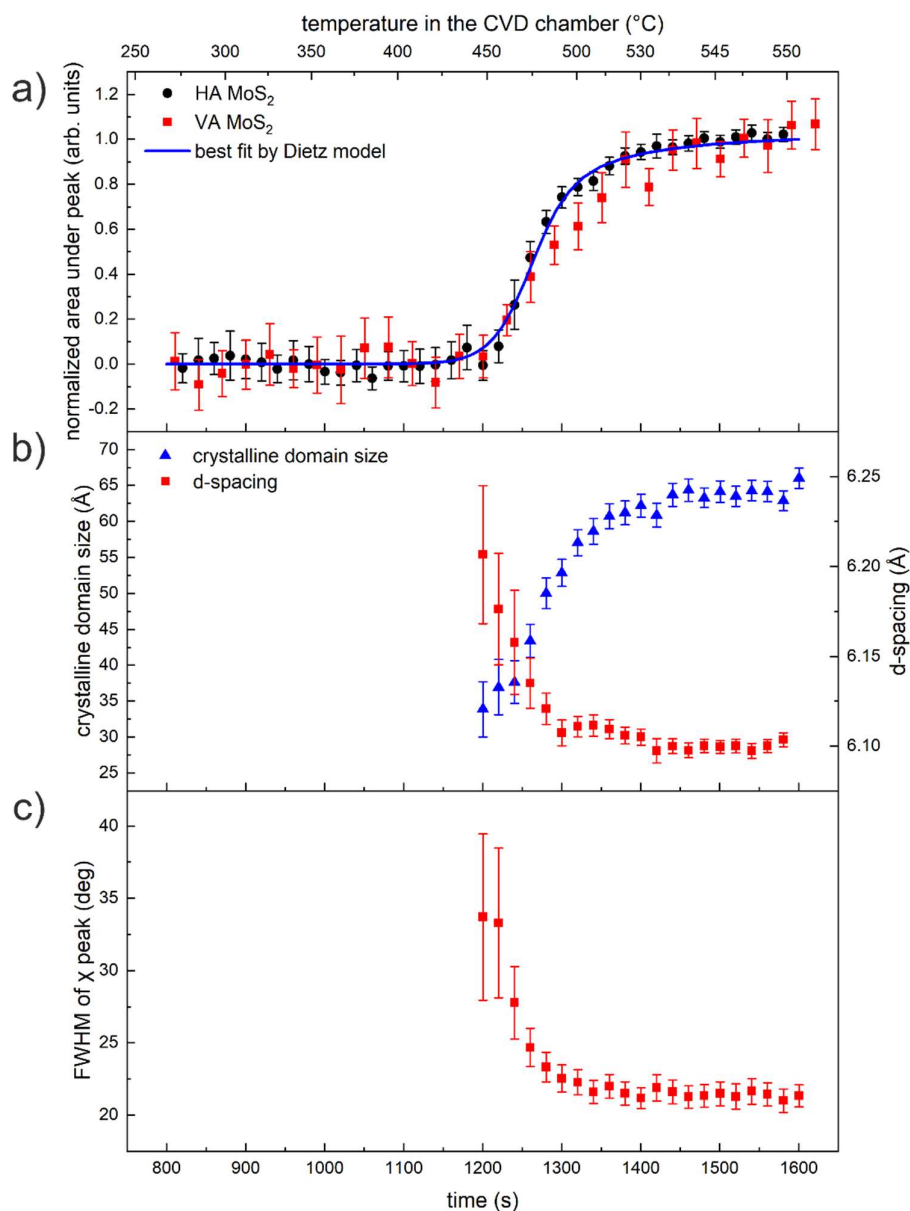 temperature in the CVD chamber (°C)
250 300 350 400 450 500 530 545 550
a)
normalized area under peak (arb. units)
1.2
1.0
0.8
0.6
0.4
0.2
0.0
-0.2
HA MoS₂
VA MoS₂
best fit by Dietz model
b)
crystalline domain size (Å)
70
65
60
55
50
45
40
35
30
25
crystalline domain size
d-spacing
6.25
6.20
6.15
6.10
d-spacing (Å)
c)
FWHM of χ peak (deg)
40
35
30
25
20
800 900 1000 1100 1200 1300 1400 1500 1600
time (s)